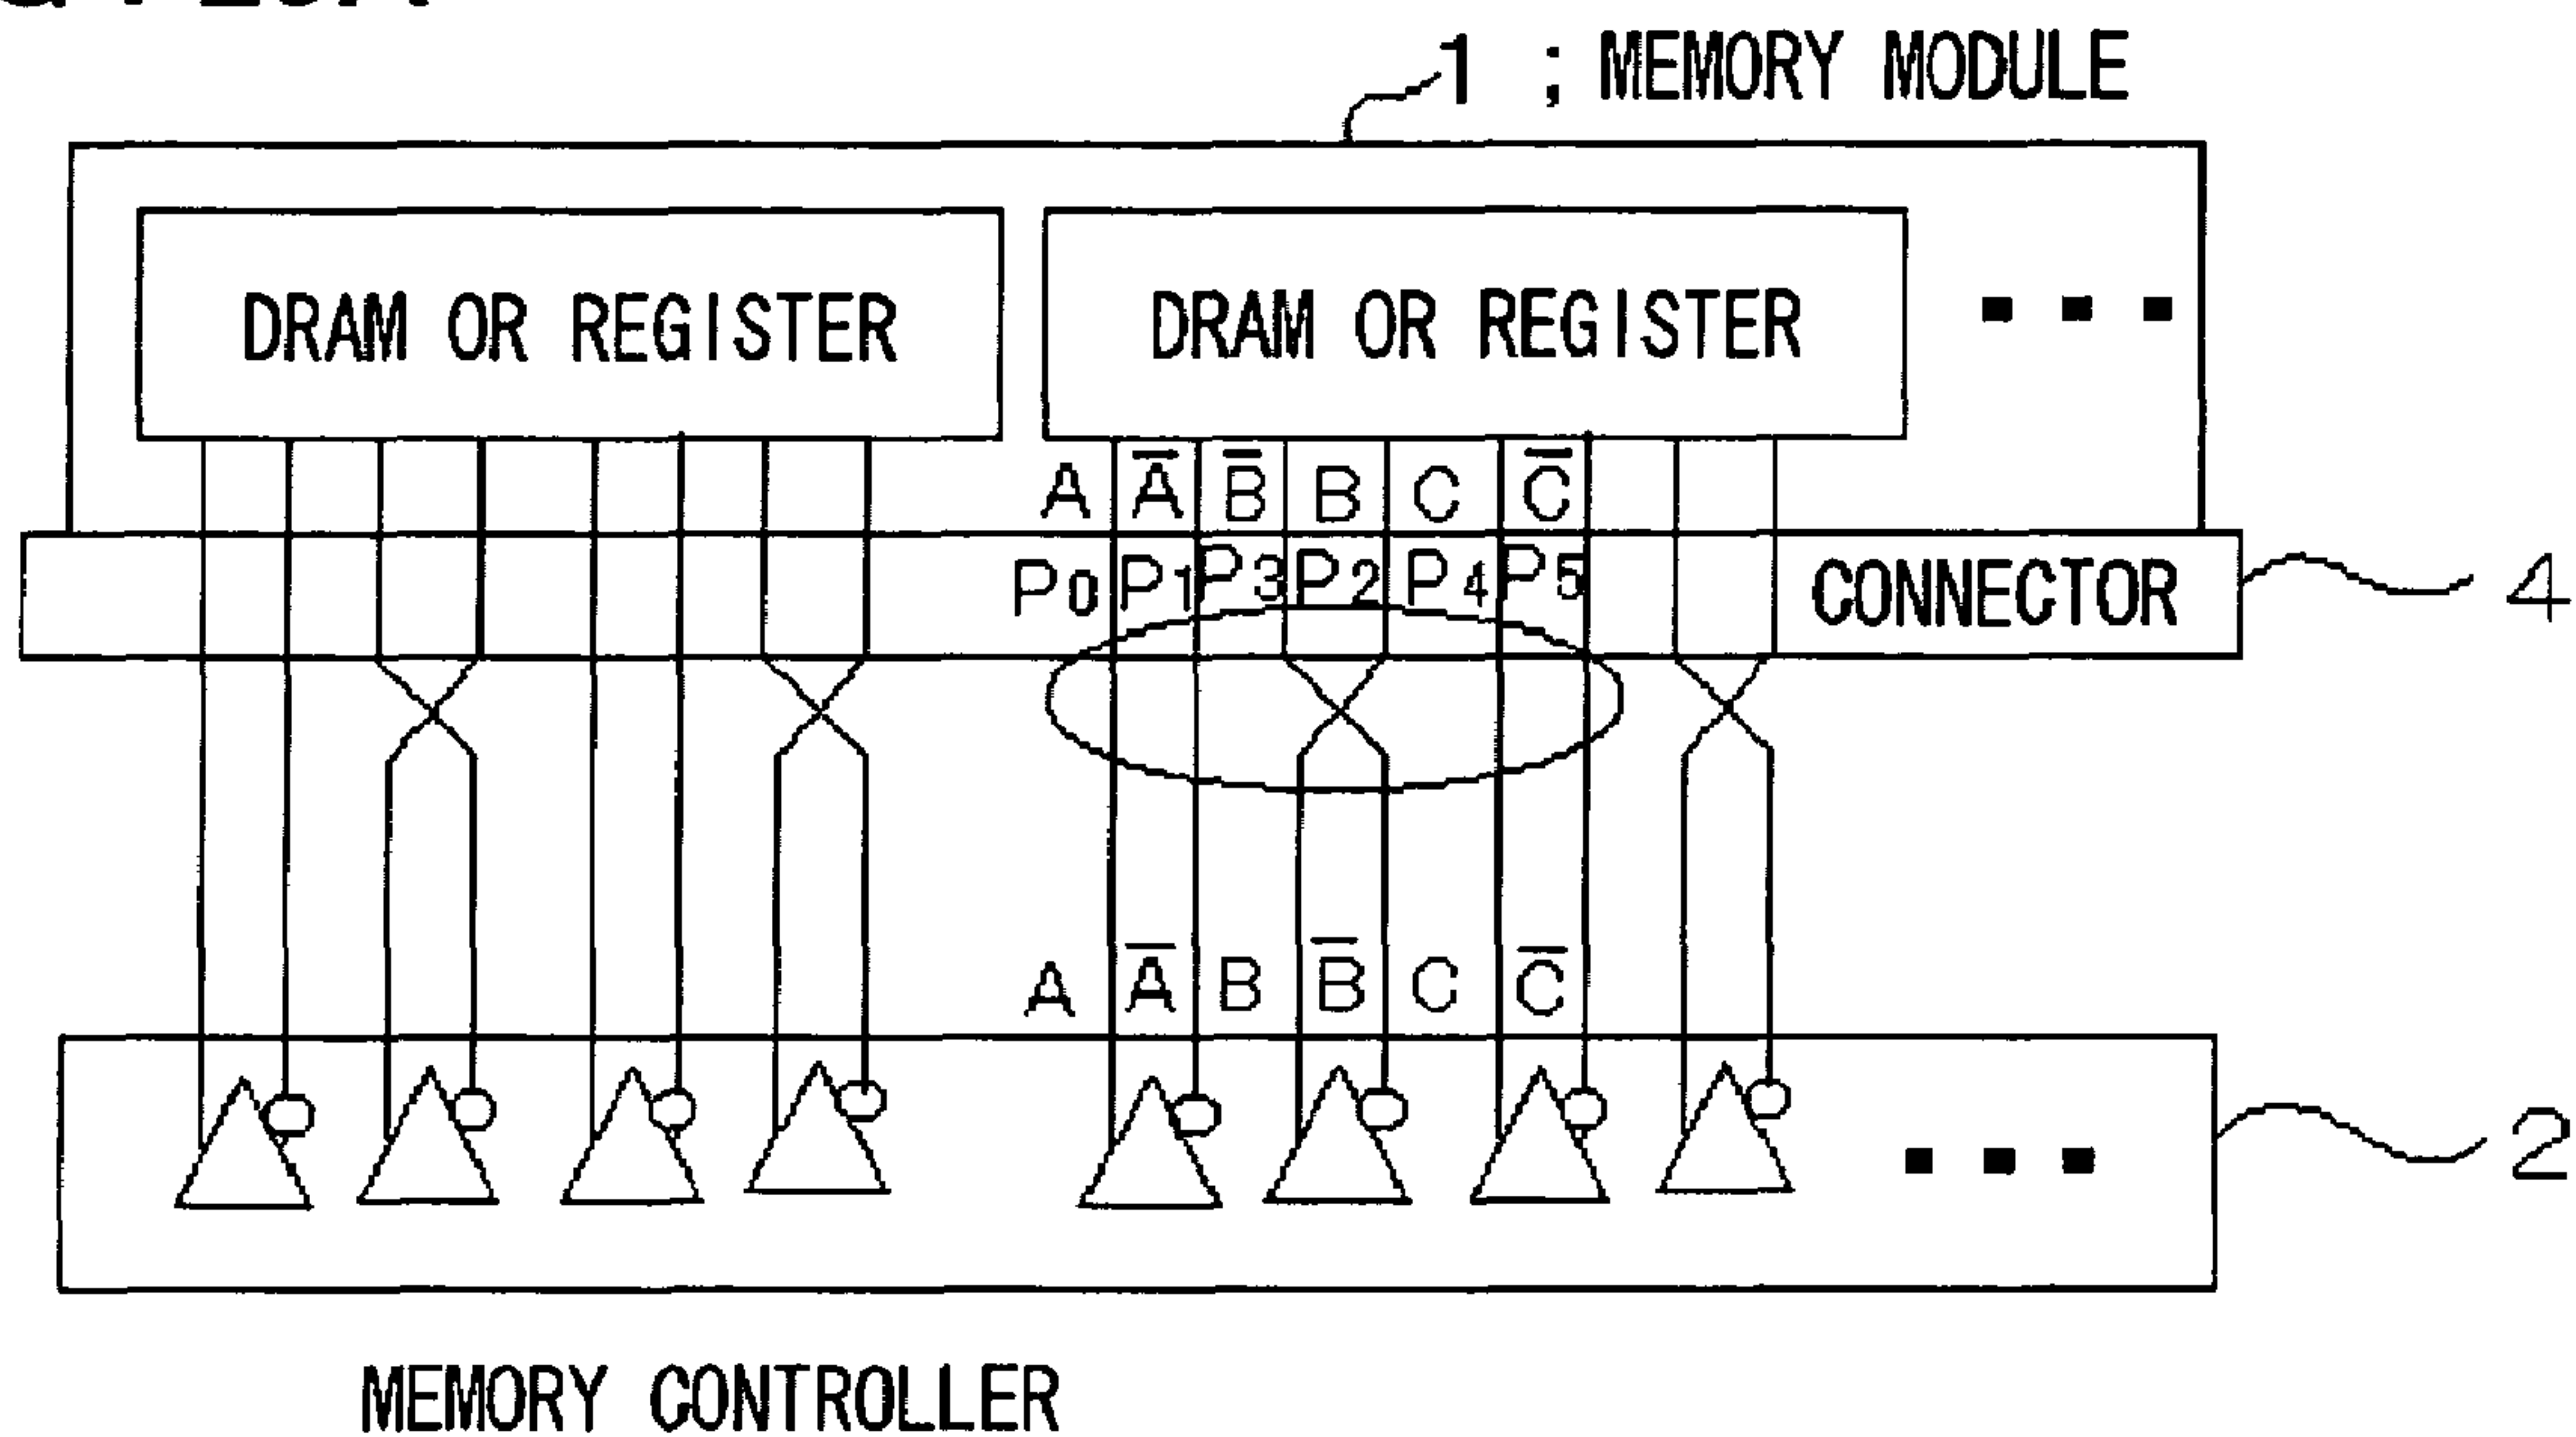 1 ; MEMORY MODULE
DRAM OR REGISTER DRAM OR REGISTER
A A̅ B̅ B C C̅
P0 P1 P3 P2 P4 P5 CONNECTOR 4
A A̅ B B̅ C C̅
2
MEMORY CONTROLLER